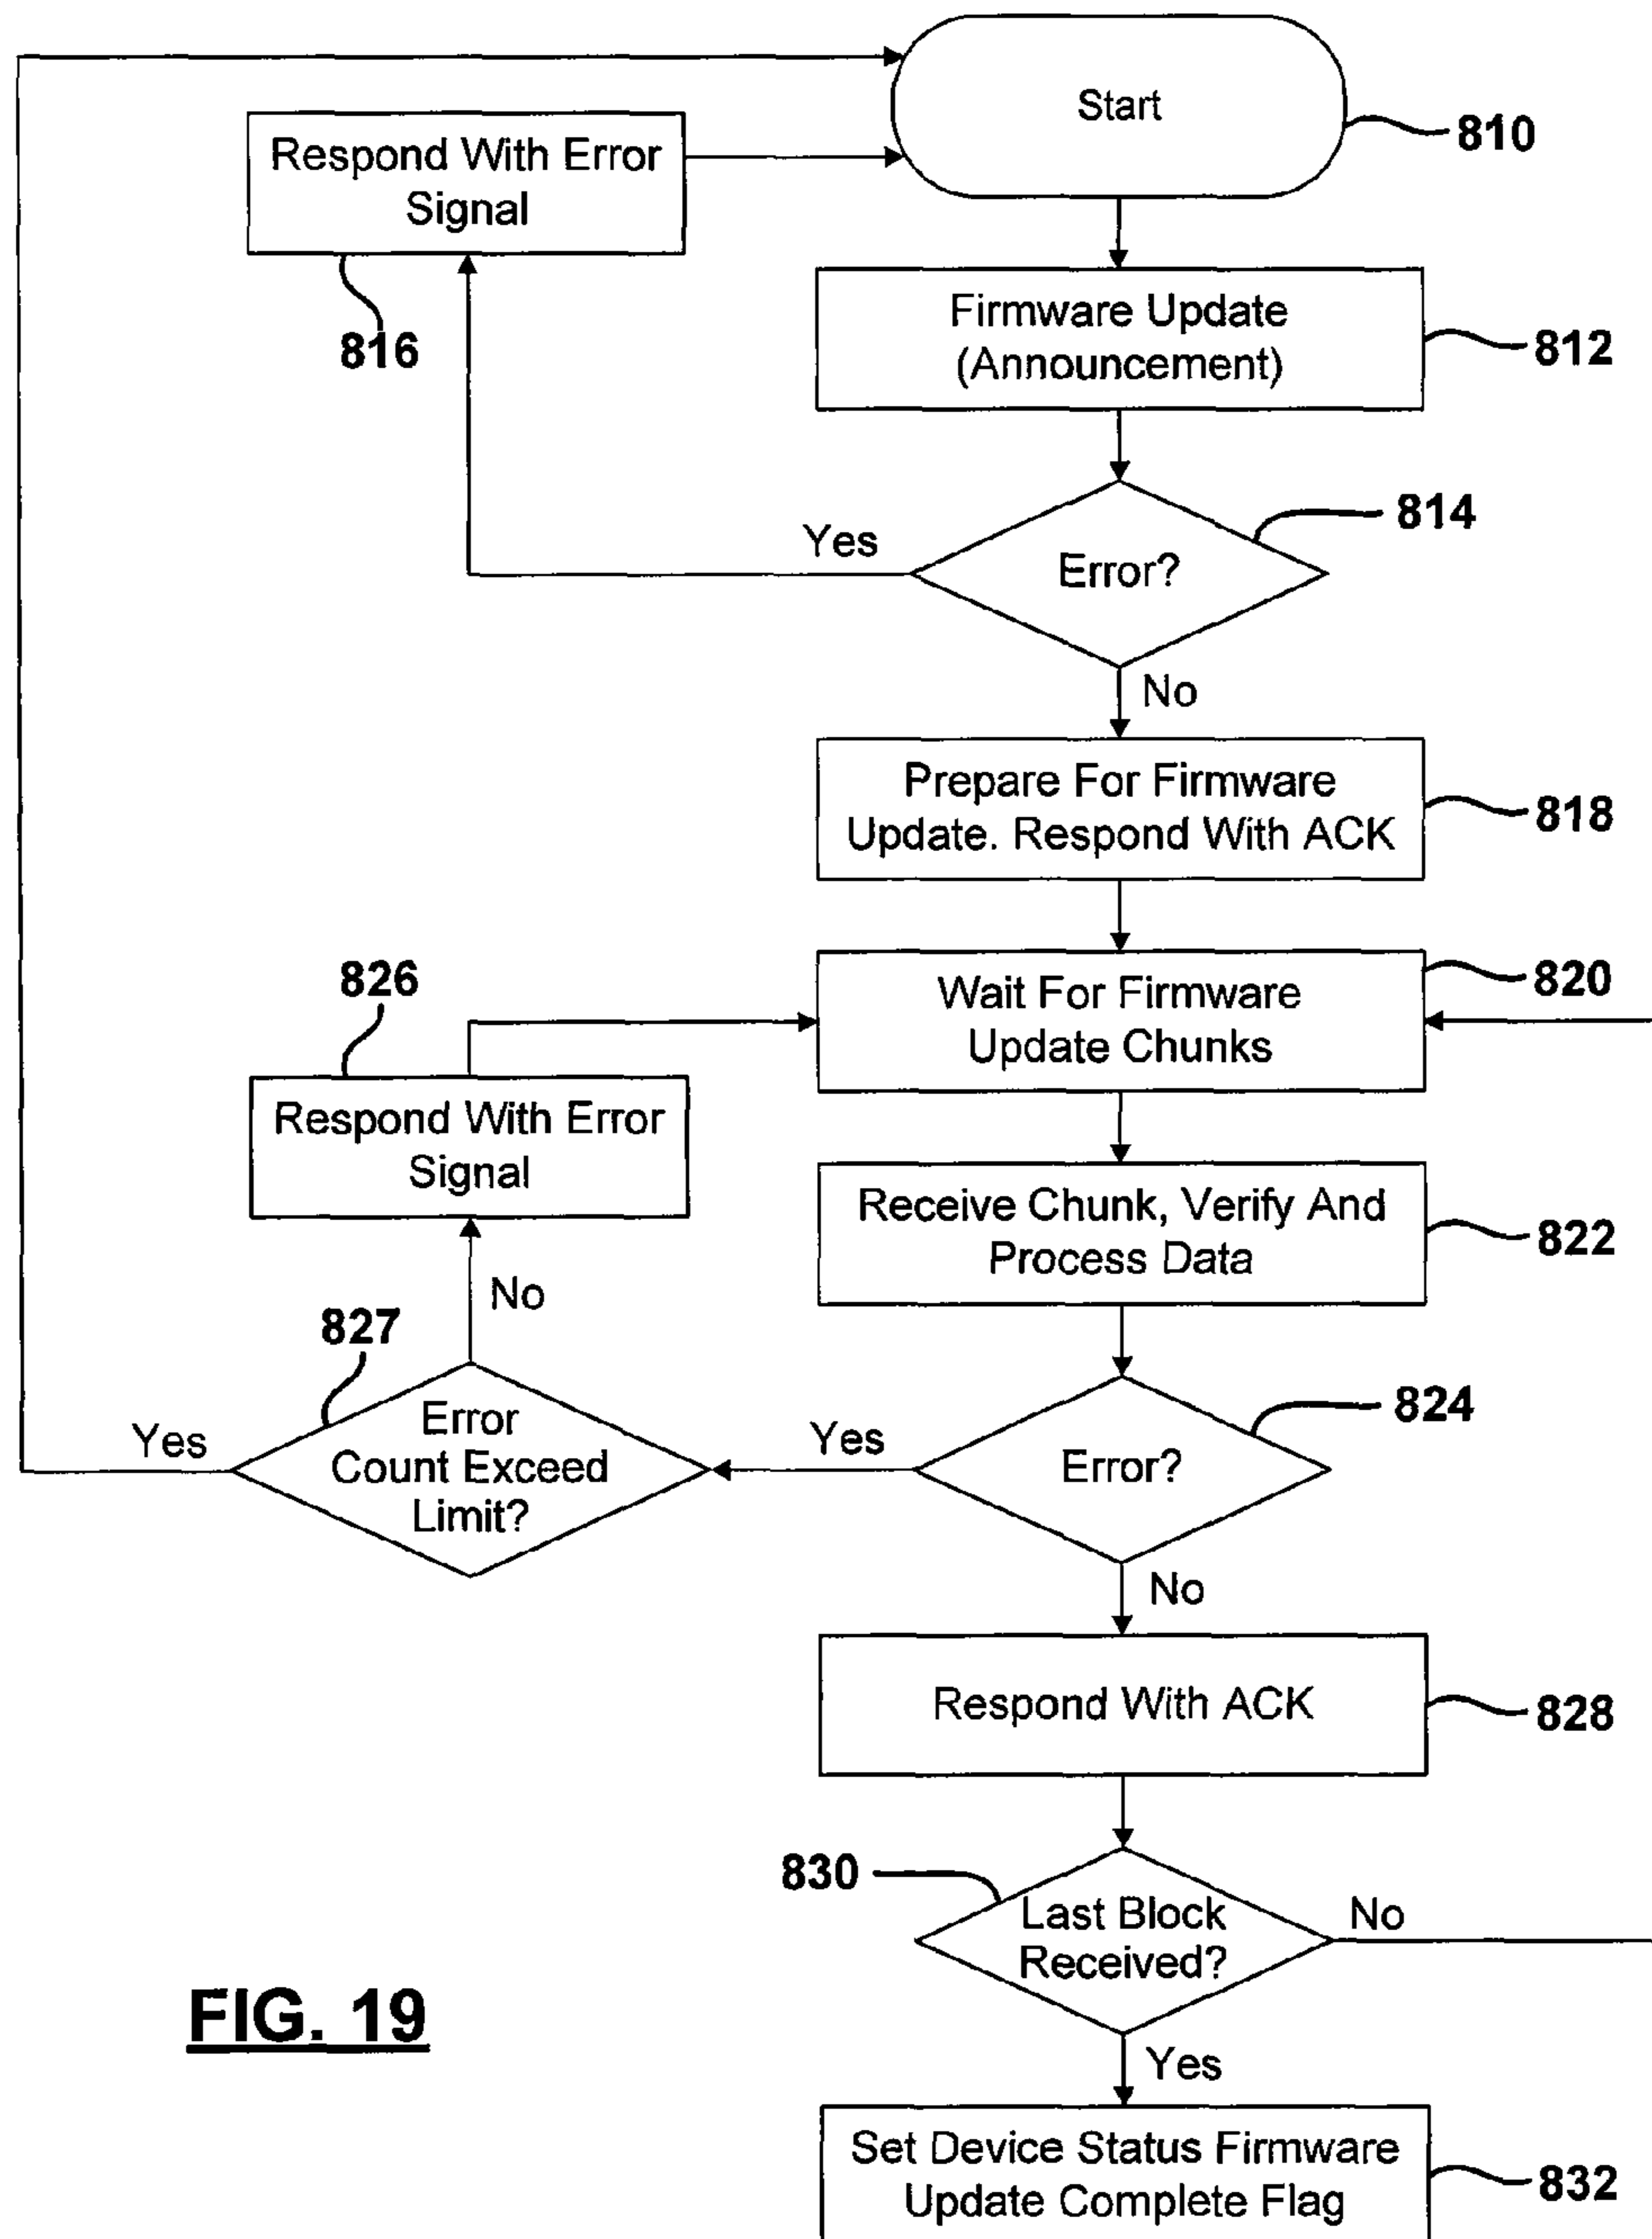 Start
810
Respond With Error
Signal
816
Firmware Update
(Announcement)
812
814
Yes
Error?
No
Prepare For Firmware
Update. Respond With ACK
818
826
820
Wait For Firmware
Update Chunks
Respond With Error
Signal
Receive Chunk, Verify And
Process Data
822
No
827
824
Error
Count Exceed
Limit?
Yes
Yes
Error?
No
Respond With ACK
828
830
Last Block
Received?
No
FIG. 19
Yes
Set Device Status Firmware
Update Complete Flag
832